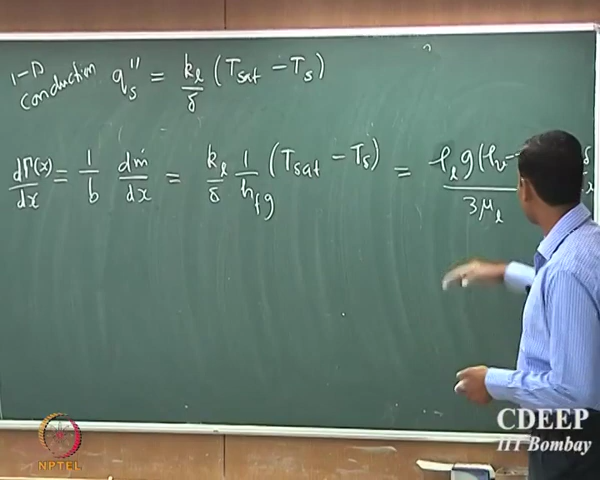 1-D
conduction q_s'' = k_l/δ (T_sat - T_s)
dΓ(x)/dx = 1/b dṁ/dx = k_l/δ 1/h_fg (T_sat - T_s) = ρ_l g(ρ_v- / 3μ_l
NPTEL
CDEEP
IIT Bombay